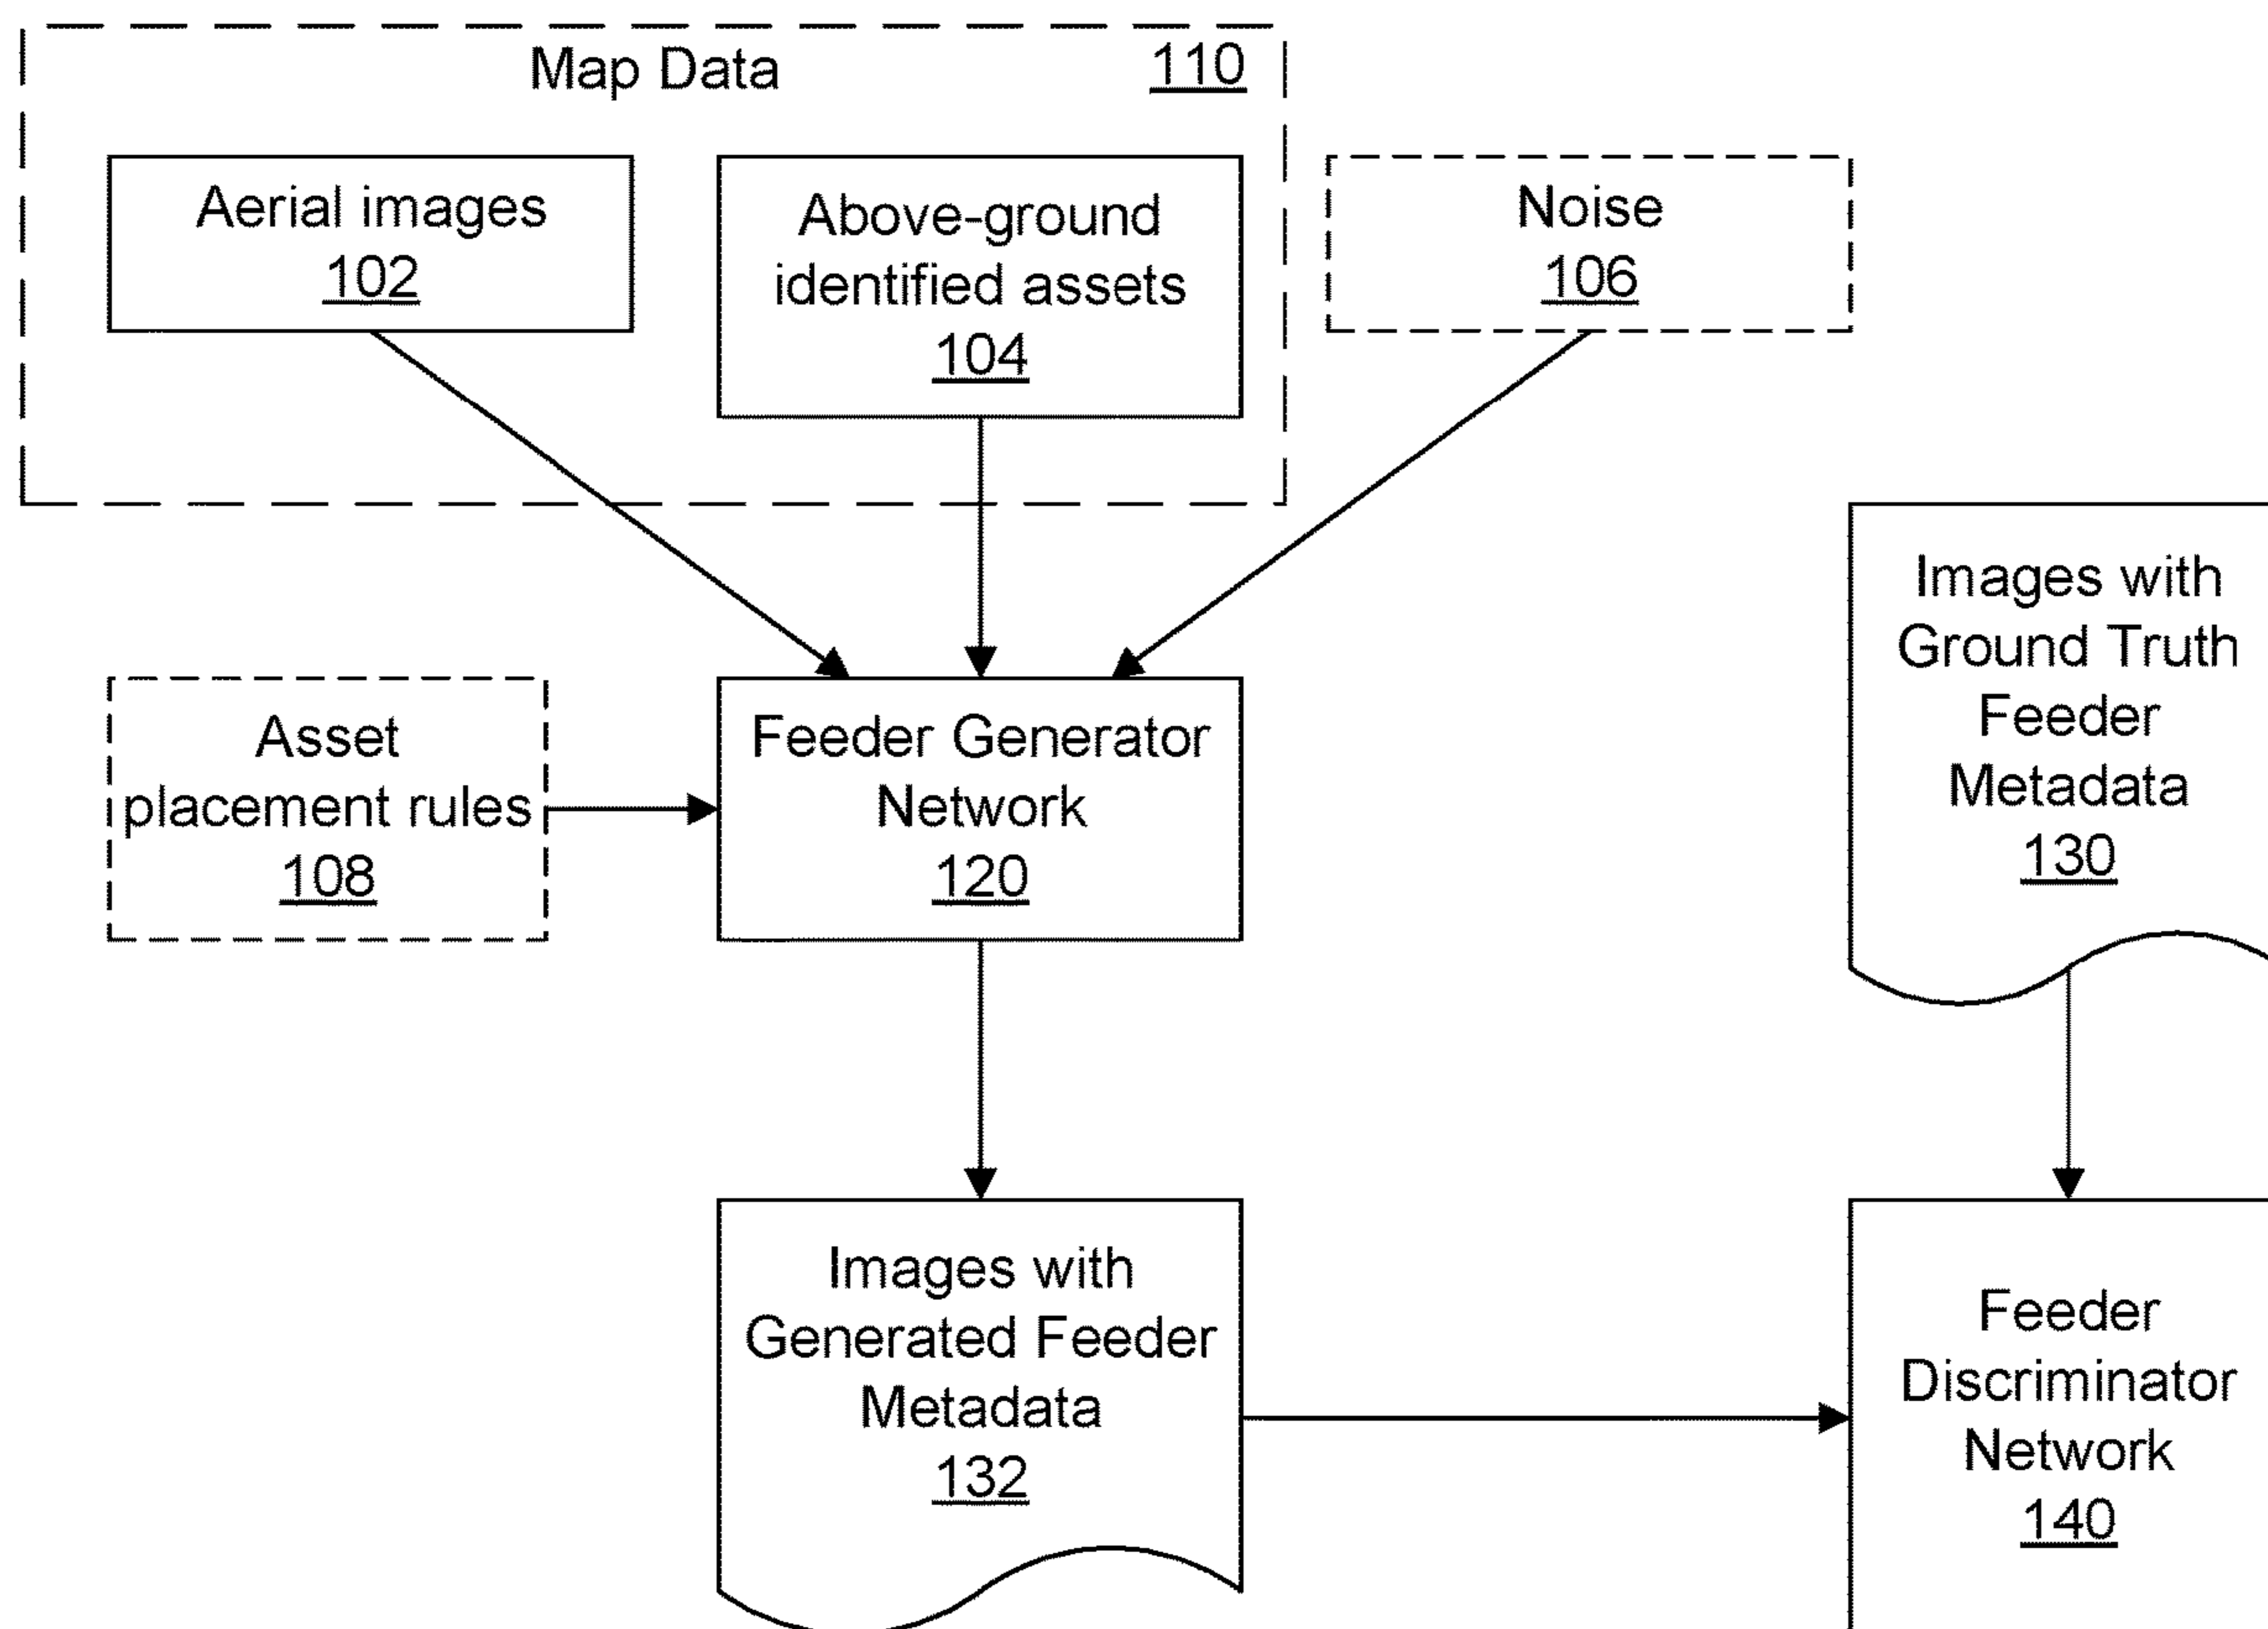 Map Data
110
Aerial images
102
Above-ground
identified assets
104
Noise
106
Asset
placement rules
108
Feeder Generator
Network
120
Images with
Ground Truth
Feeder
Metadata
130
Images with
Generated Feeder
Metadata
132
Feeder
Discriminator
Network
140